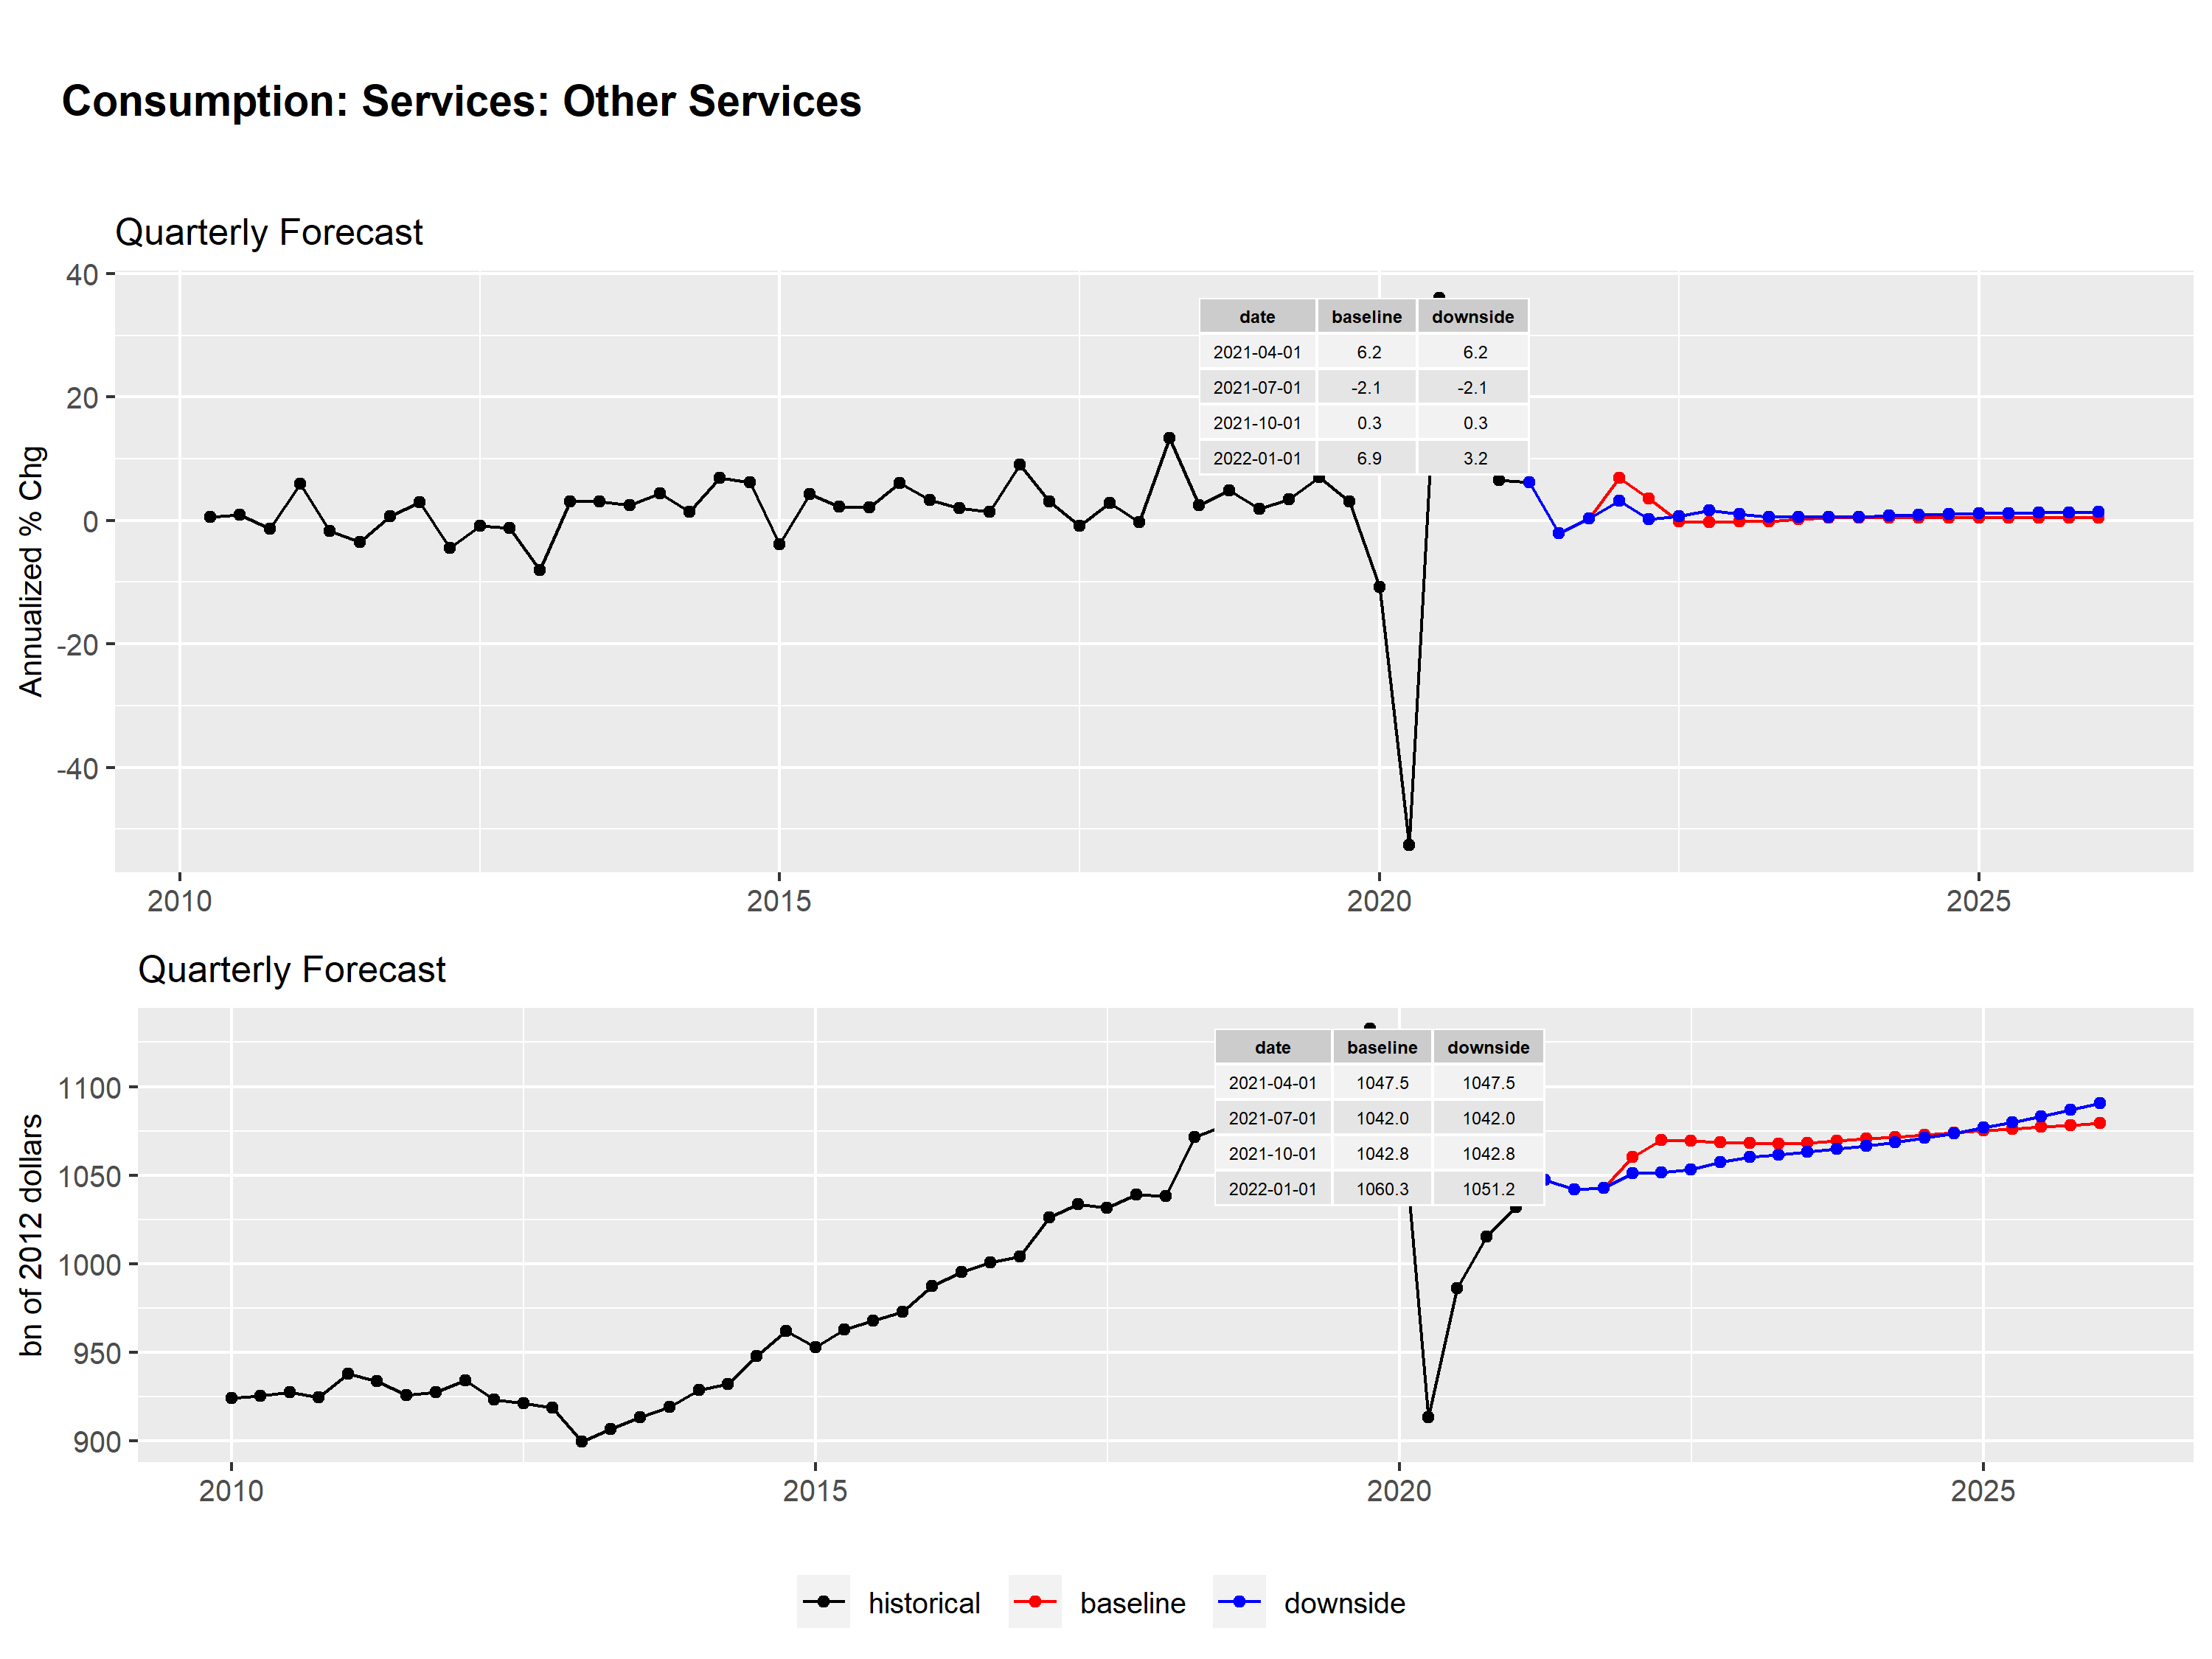 Consumption: Services: Other Services
Quarterly Forecast
Annualized % Chg
40
20
0
-20
-40
date baseline downside
2021-04-01 6.2 6.2
2021-07-01 -2.1 -2.1
2021-10-01 0.3 0.3
2022-01-01 6.9 3.2
2010 2015 2020 2025
Quarterly Forecast
bn of 2012 dollars
1100
1050
1000
950
900
date baseline downside
2021-04-01 1047.5 1047.5
2021-07-01 1042.0 1042.0
2021-10-01 1042.8 1042.8
2022-01-01 1060.3 1051.2
2010 2015 2020 2025
historical baseline downside